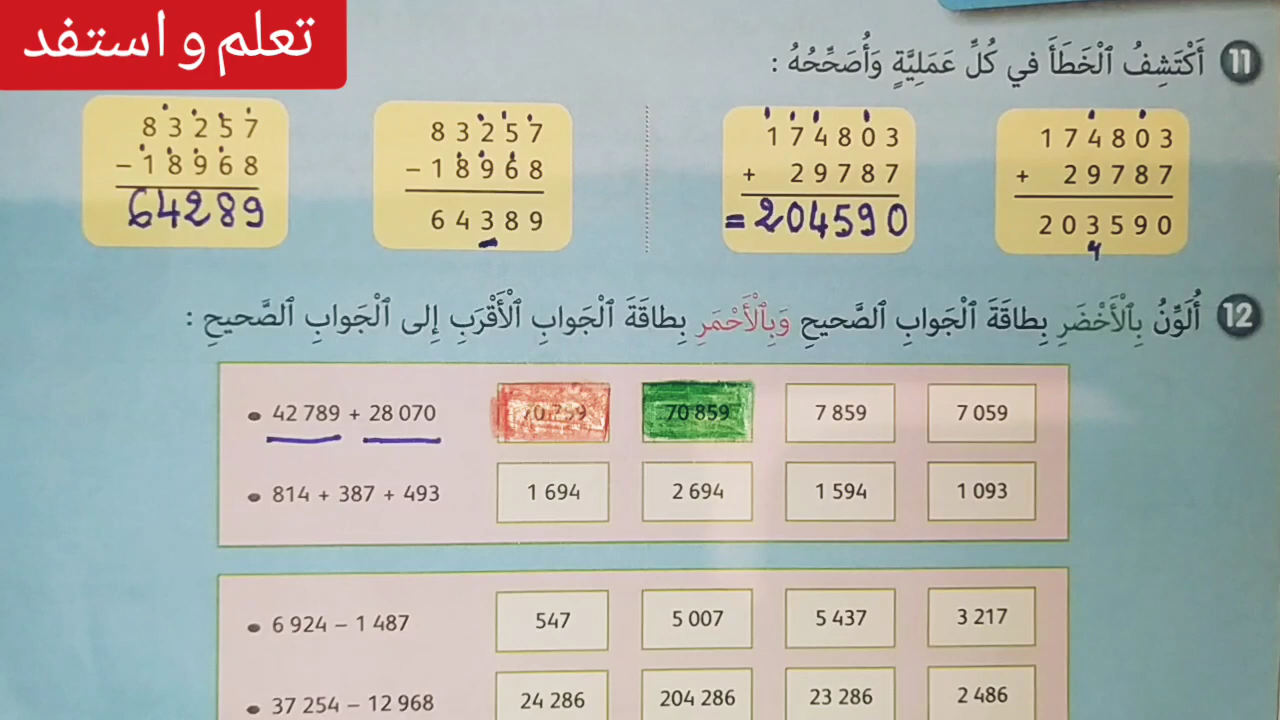 تعلم و استفد
11 أَكْتَشِفُ ٱلْخَطَأَ في كُلِّ عَمَلِيَّةٍ وَأُصَحِّحُهُ :
174803
+ 29787
203590
4
174803
+ 29787
= 204590
83257
− 18968
64389
83257
− 18968
64289
12 أُلَوِّنُ بِٱلْأَخْضَرِ بِطاقَةَ ٱلْجَوابِ ٱلصَّحيحِ وَبِٱلْأَحْمَرِ بِطاقَةَ ٱلْجَوابِ ٱلْأَقْرَبِ إِلى ٱلْجَوابِ ٱلصَّحيحِ :
• 42 789 + 28 070 70 759 70 859 7 859 7 059
• 814 + 387 + 493 1 694 2 694 1 594 1 093
• 6 924 − 1 487 547 5 007 5 437 3 217
• 37 254 − 12 968 24 286 204 286 23 286 2 486